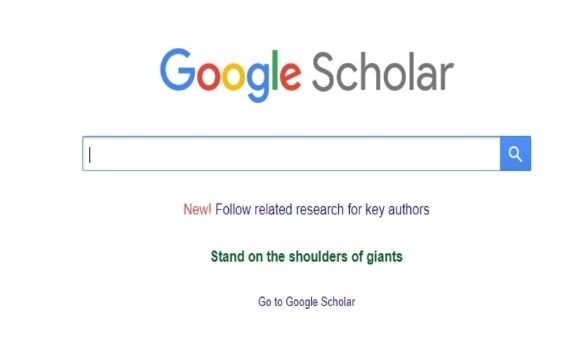 Google Scholar
New! Follow related research for key authors
Stand on the shoulders of giants
Go to Google Scholar